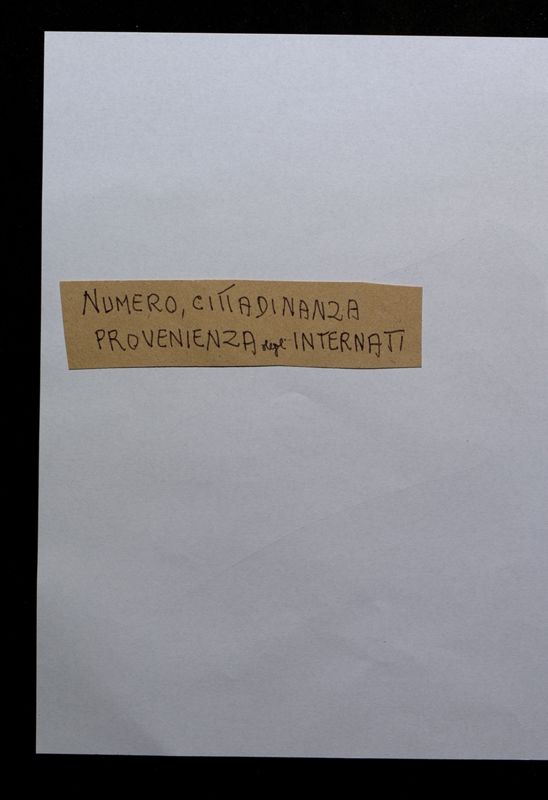 NUMERO, CITTADINANZA
PROVENIENZA degli INTERNATI